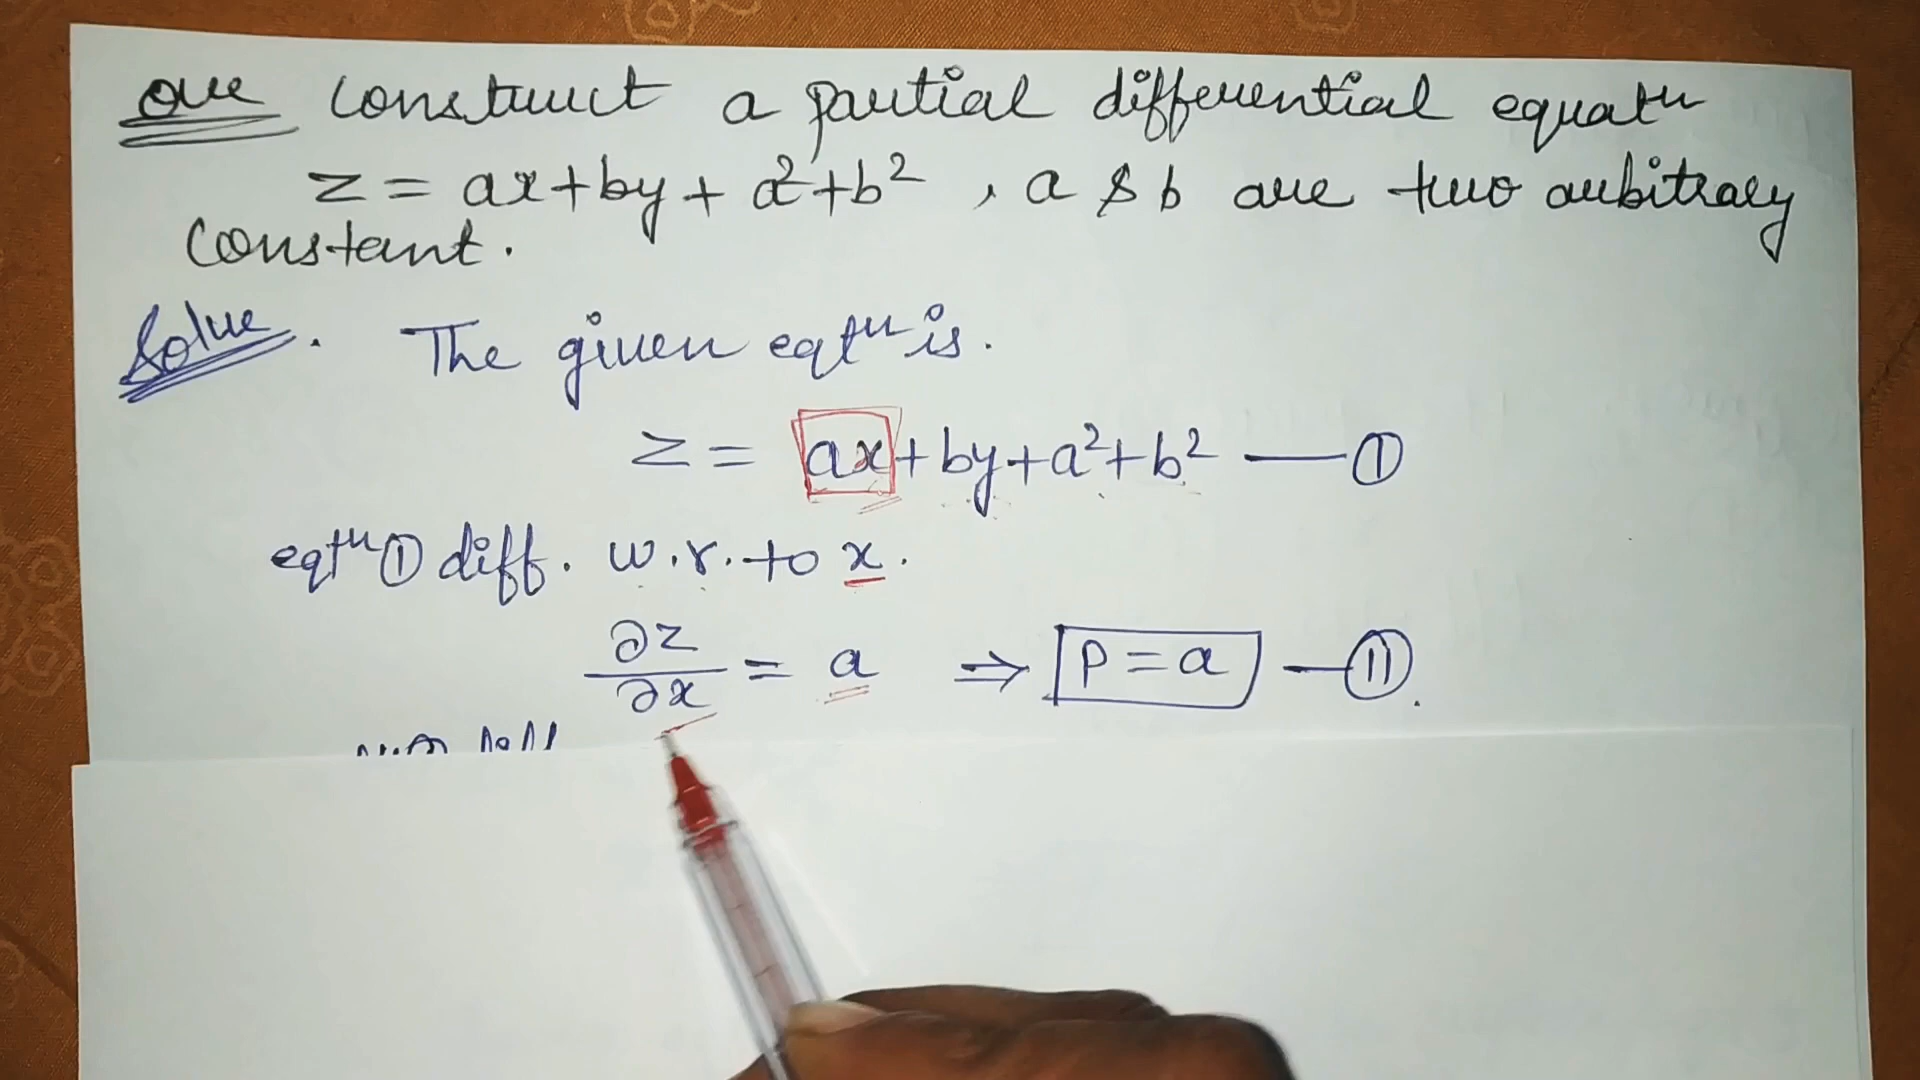 Que Construct a partial differential equatn
z = ax+by+a²+b² , a & b are two arbitrary
Constant.
Solve. The given eqtn is.
z = ax+by+a²+b² — ①
eqtn ① diff. w.r. to x.
∂z/∂x = a ⇒ P = a — ⑪.